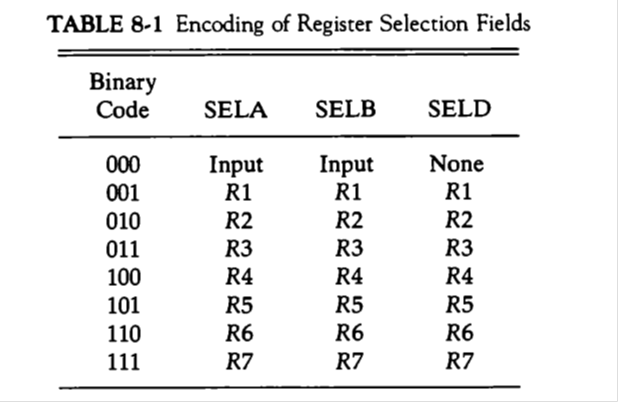 TABLE 8-1 Encoding of Register Selection Fields
Binary
Code SELA SELB SELD
000 Input Input None
001 R1 R1 R1
010 R2 R2 R2
011 R3 R3 R3
100 R4 R4 R4
101 R5 R5 R5
110 R6 R6 R6
111 R7 R7 R7